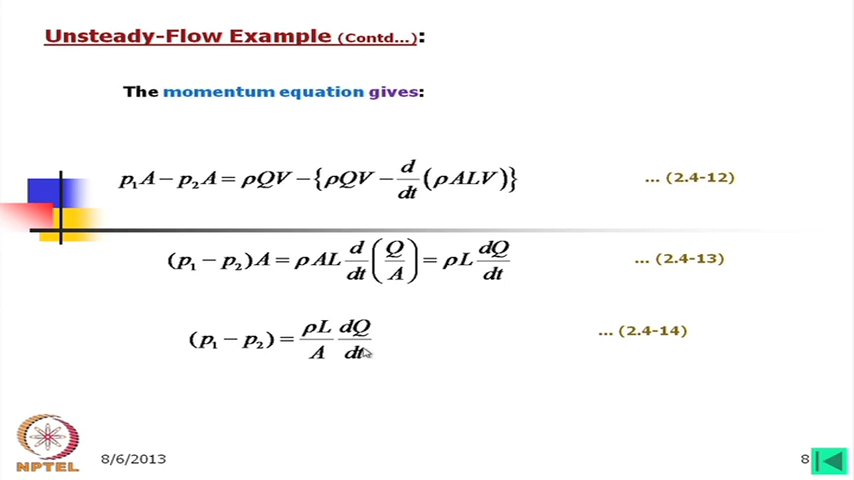 Unsteady-Flow Example (Contd…):
The momentum equation gives:
p₁A − p₂A = ρQV − {ρQV − d/dt (ρALV)} … (2.4-12)
(p₁ − p₂)A = ρAL d/dt (Q/A) = ρL dQ/dt … (2.4-13)
(p₁ − p₂) = ρL/A dQ/dt … (2.4-14)
NPTEL
8/6/2013
8